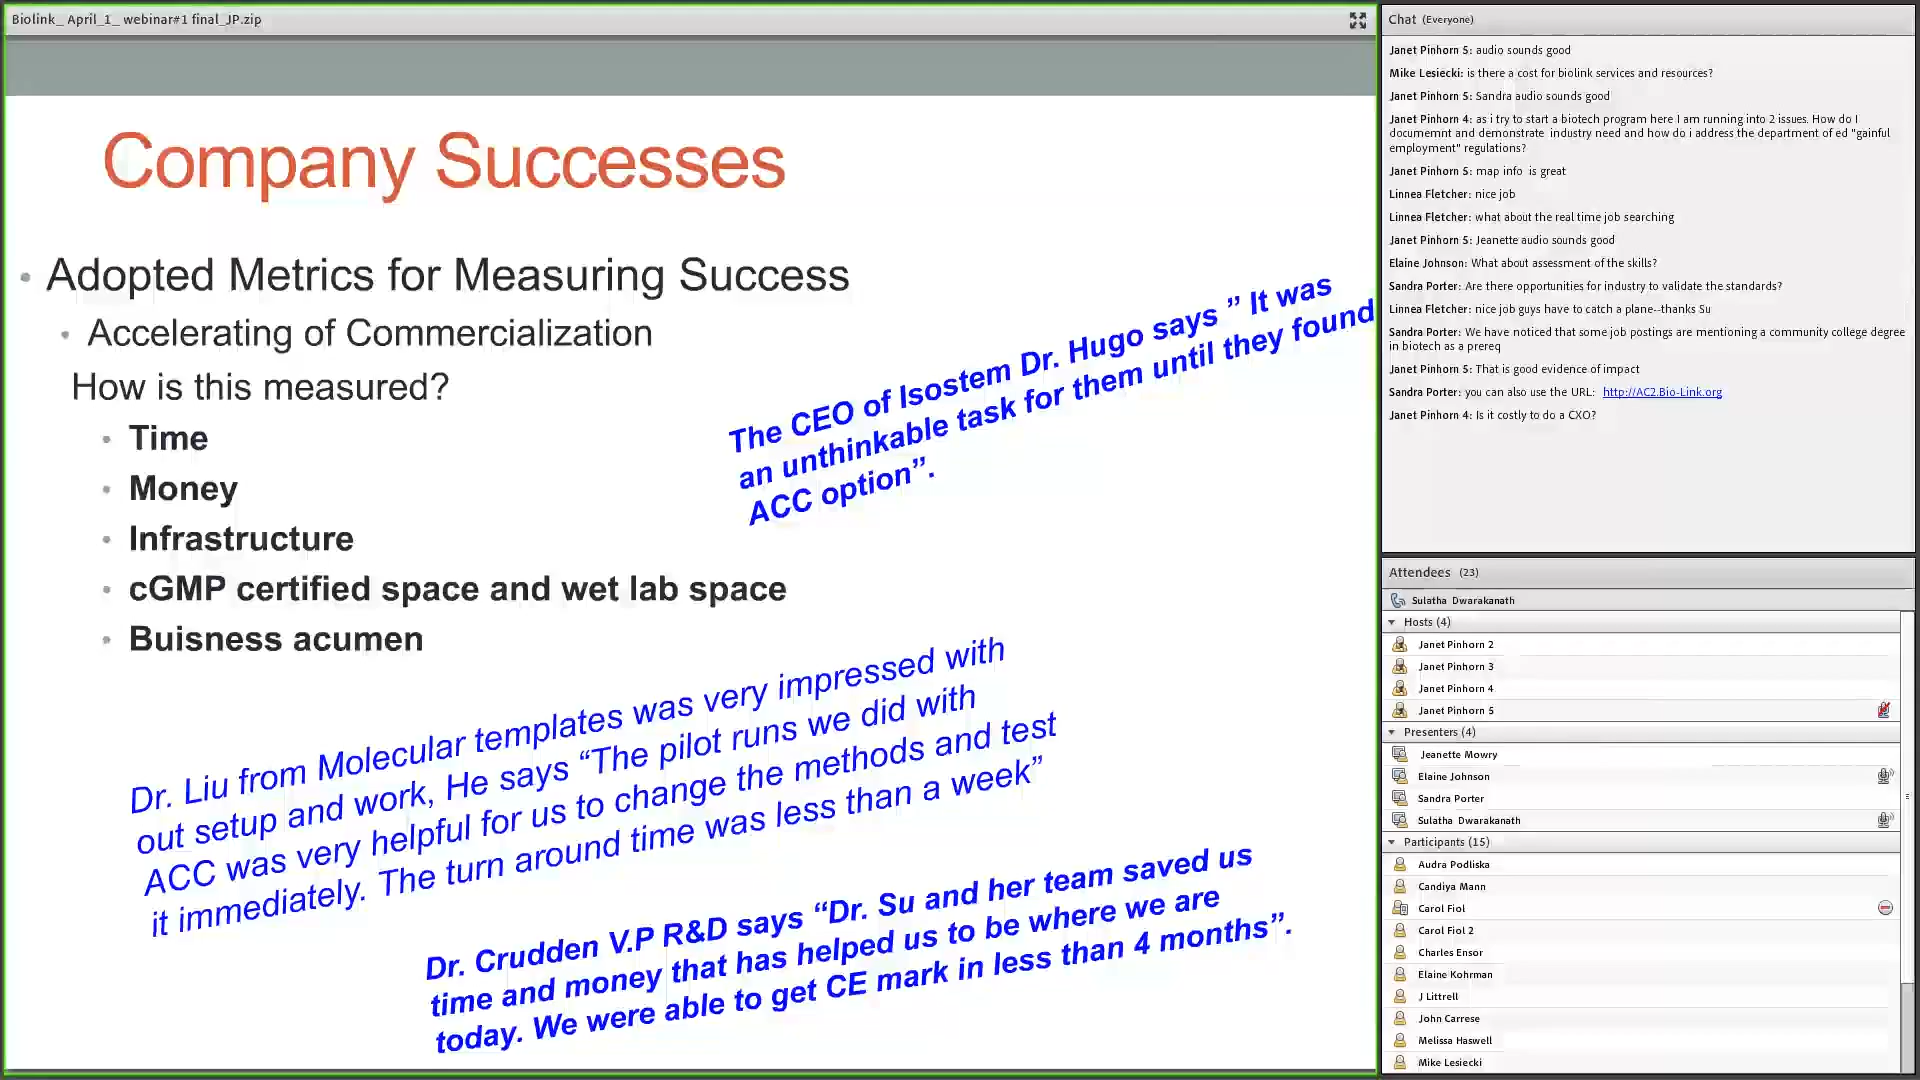 Biolink_ April_1_ webinar#1 final_JP.zip
Company Successes
• Adopted Metrics for Measuring Success
• Accelerating of Commercialization
How is this measured?
• Time
• Money
• Infrastructure
• cGMP certified space and wet lab space
• Buisness acumen
The CEO of Isostem Dr. Hugo says ” It was
an unthinkable task for them until they found
ACC option”.
Dr. Liu from Molecular templates was very impressed with
out setup and work, He says “The pilot runs we did with
ACC was very helpful for us to change the methods and test
it immediately. The turn around time was less than a week”
Dr. Crudden V.P R&D says “Dr. Su and her team saved us
time and money that has helped us to be where we are
today. We were able to get CE mark in less than 4 months”.
Chat (Everyone)
Janet Pinhorn 5: audio sounds good
Mike Lesiecki: is there a cost for biolink services and resources?
Janet Pinhorn 5: Sandra audio sounds good
Janet Pinhorn 4: as i try to start a biotech program here I am running into 2 issues. How do I
documemnt and demonstrate industry need and how do i address the department of ed "gainful
employment" regulations?
Janet Pinhorn 5: map info is great
Linnea Fletcher: nice job
Linnea Fletcher: what about the real time job searching
Janet Pinhorn 5: Jeanette audio sounds good
Elaine Johnson: What about assessment of the skills?
Sandra Porter: Are there opportunities for industry to validate the standards?
Linnea Fletcher: nice job guys have to catch a plane--thanks Su
Sandra Porter: We have noticed that some job postings are mentioning a community college degree
in biotech as a prereq
Janet Pinhorn 5: That is good evidence of impact
Sandra Porter: you can also use the URL: http://AC2.Bio-Link.org
Janet Pinhorn 4: Is it costly to do a CXO?
Attendees (23)
Sulatha Dwarakanath
Hosts (4)
Janet Pinhorn 2
Janet Pinhorn 3
Janet Pinhorn 4
Janet Pinhorn 5
Presenters (4)
Jeanette Mowry
Elaine Johnson
Sandra Porter
Sulatha Dwarakanath
Participants (15)
Audra Podliska
Candiya Mann
Carol Fiol
Carol Fiol 2
Charles Ensor
Elaine Kohrman
J Littrell
John Carrese
Melissa Haswell
Mike Lesiecki